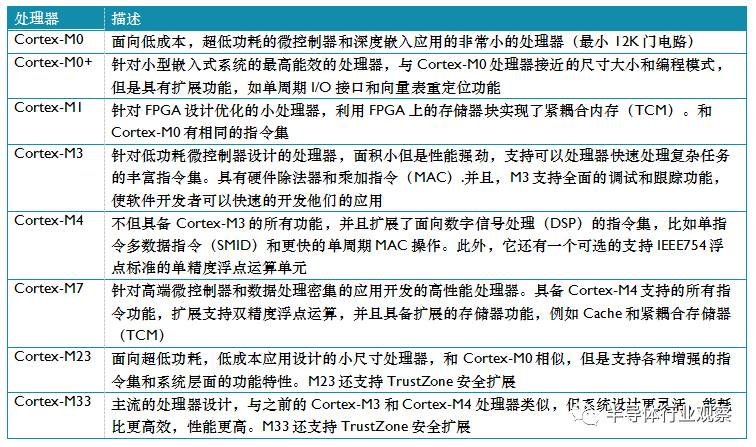 处理器 描述
Cortex-M0 面向低成本，超低功耗的微控制器和深度嵌入应用的非常小的处理器（最小 12K 门电路）
Cortex-M0+ 针对小型嵌入式系统的最高能效的处理器，与 Cortex-M0 处理器接近的尺寸大小和编程模式，
但是具有扩展功能，如单周期 I/O 接口和向量表重定位功能
Cortex-M1 针对 FPGA 设计优化的小处理器，利用 FPGA 上的存储器块实现了紧耦合内存（TCM）。和
Cortex-M0 有相同的指令集
Cortex-M3 针对低功耗微控制器设计的处理器，面积小但是性能强劲，支持可以处理器快速处理复杂任务
的丰富指令集。具有硬件除法器和乘加指令（MAC）.并且，M3 支持全面的调试和跟踪功能，
使软件开发者可以快速的开发他们的应用
Cortex-M4 不但具备 Cortex-M3 的所有功能，并且扩展了面向数字信号处理（DSP）的指令集，比如单指
令多数据指令（SMID）和更快的单周期 MAC 操作。此外，它还有一个可选的支持 IEEE754 浮
点标准的单精度浮点运算单元
Cortex-M7 针对高端微控制器和数据处理密集的应用开发的高性能处理器。具备 Cortex-M4 支持的所有指
令功能，扩展支持双精度浮点运算，并且具备扩展的存储器功能，例如 Cache 和紧耦合存储器
（TCM）
Cortex-M23 面向超低功耗，低成本应用设计的小尺寸处理器，和 Cortex-M0 相似，但是支持各种增强的指
令集和系统层面的功能特性。M23 还支持 TrustZone 安全扩展
Cortex-M33 主流的处理器设计，与之前的 Cortex-M3 和 Cortex-M4 处理器类似，但系统设计更灵活，能耗
比更高效，性能更高。M33 还支持 TrustZone 安全扩展
半导体行业观察